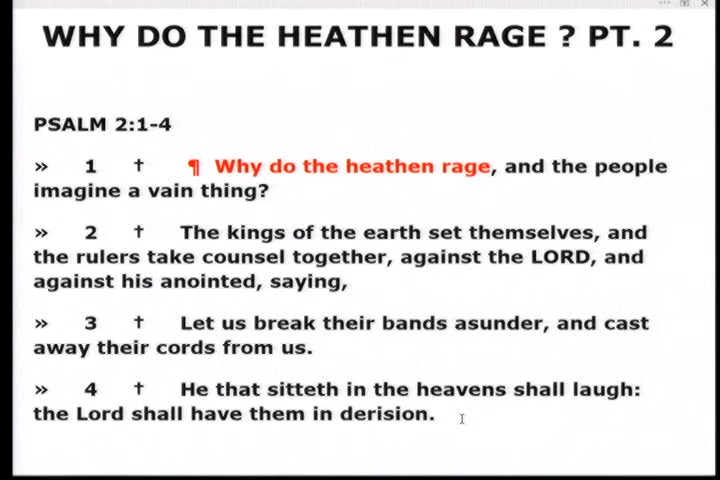 WHY DO THE HEATHEN RAGE ? PT. 2
PSALM 2:1-4
» 1 † ¶ Why do the heathen rage, and the people
imagine a vain thing?
» 2 † The kings of the earth set themselves, and
the rulers take counsel together, against the LORD, and
against his anointed, saying,
» 3 † Let us break their bands asunder, and cast
away their cords from us.
» 4 † He that sitteth in the heavens shall laugh:
the Lord shall have them in derision.